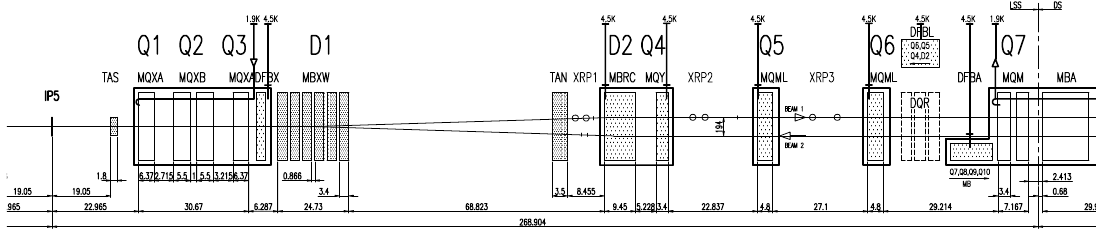 LSS DS
1.9K 4.5K 4.5K 4.5K 4.5K 4.5K 4.5K 4.5K 1.9K
Q1 Q2 Q3 D1 D2 Q4 Q5 Q6 DFBL Q7
Q6,Q5
Q4,D2
TAS MQXA MQXB MQXA DFBX MBXW TAN XRP1 MBRC MQY XRP2 MQML XRP3 MQML DFBA MQM MBA
IP5
DQR
BEAM 1
194
BEAM 2
Q7,Q8,Q9,Q10
MB
1.8 6.37 2.715 5.5 1 5.5 3.215 6.37 0.866 2.413
19.05 19.05 3.4 3.5 8.455 3.4 0.68
.965 22.965 30.67 6.287 24.73 68.823 9.45 5.228 3.4 22.837 4.8 27.1 4.8 29.214 7.167 29.9
268.904